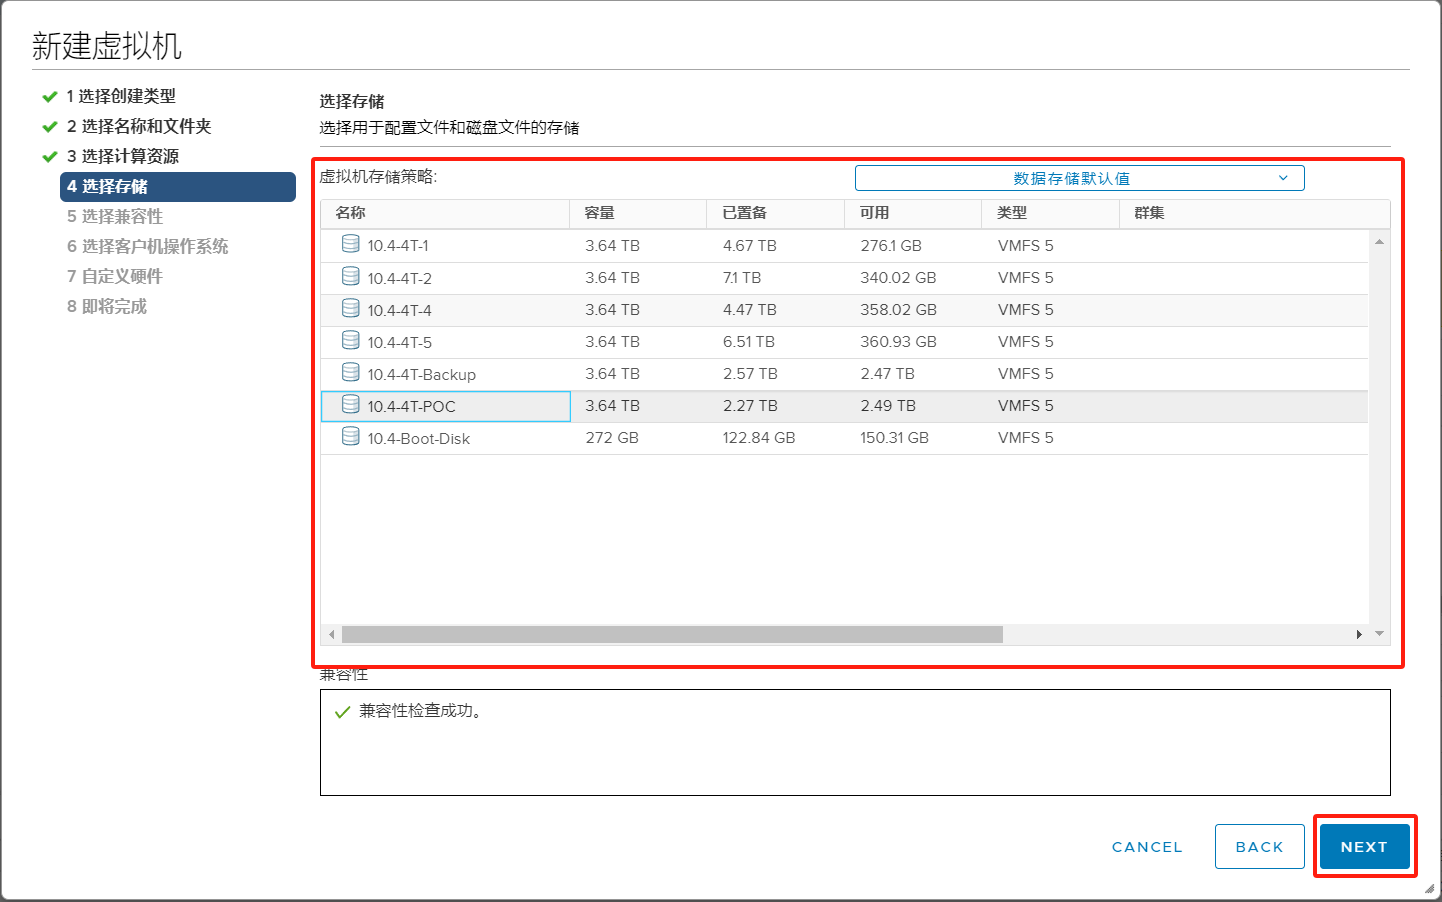 新建虚拟机
1 选择创建类型
2 选择名称和文件夹
3 选择计算资源
4 选择存储
5 选择兼容性
6 选择客户机操作系统
7 自定义硬件
8 即将完成
选择存储
选择用于配置文件和磁盘文件的存储
虚拟机存储策略: 数据存储默认值
名称 容量 已置备 可用 类型 群集
10.4-4T-1 3.64 TB 4.67 TB 276.1 GB VMFS 5
10.4-4T-2 3.64 TB 7.1 TB 340.02 GB VMFS 5
10.4-4T-4 3.64 TB 4.47 TB 358.02 GB VMFS 5
10.4-4T-5 3.64 TB 6.51 TB 360.93 GB VMFS 5
10.4-4T-Backup 3.64 TB 2.57 TB 2.47 TB VMFS 5
10.4-4T-POC 3.64 TB 2.27 TB 2.49 TB VMFS 5
10.4-Boot-Disk 272 GB 122.84 GB 150.31 GB VMFS 5
兼容性
兼容性检查成功。
CANCEL BACK NEXT